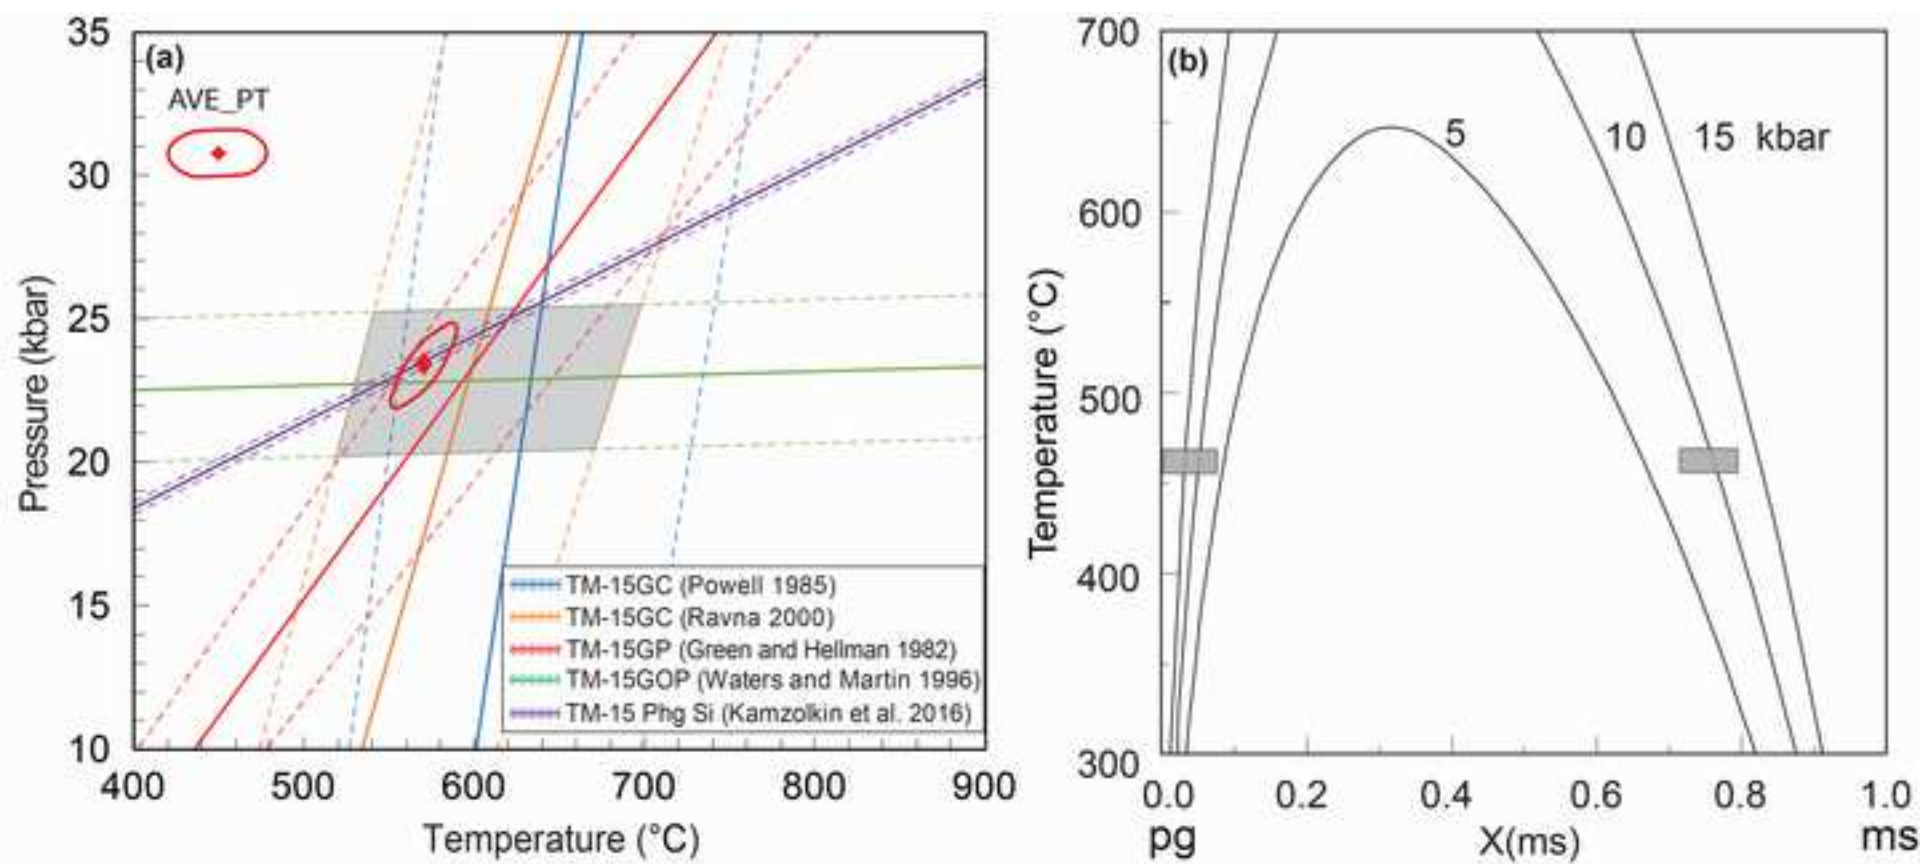 (a)
AVE_PT
35
30
25
20
15
10
Pressure (kbar)
400 500 600 700 800 900
Temperature (°C)
TM-15GC (Powell 1985)
TM-15GC (Ravna 2000)
TM-15GP (Green and Hellman 1982)
TM-15GOP (Waters and Martin 1996)
TM-15 Phg Si (Kamzolkin et al. 2016)
(b)
700
600
500
400
300
Temperature (°C)
5 10 15 kbar
0.0 0.2 0.4 0.6 0.8 1.0
pg X(ms) ms